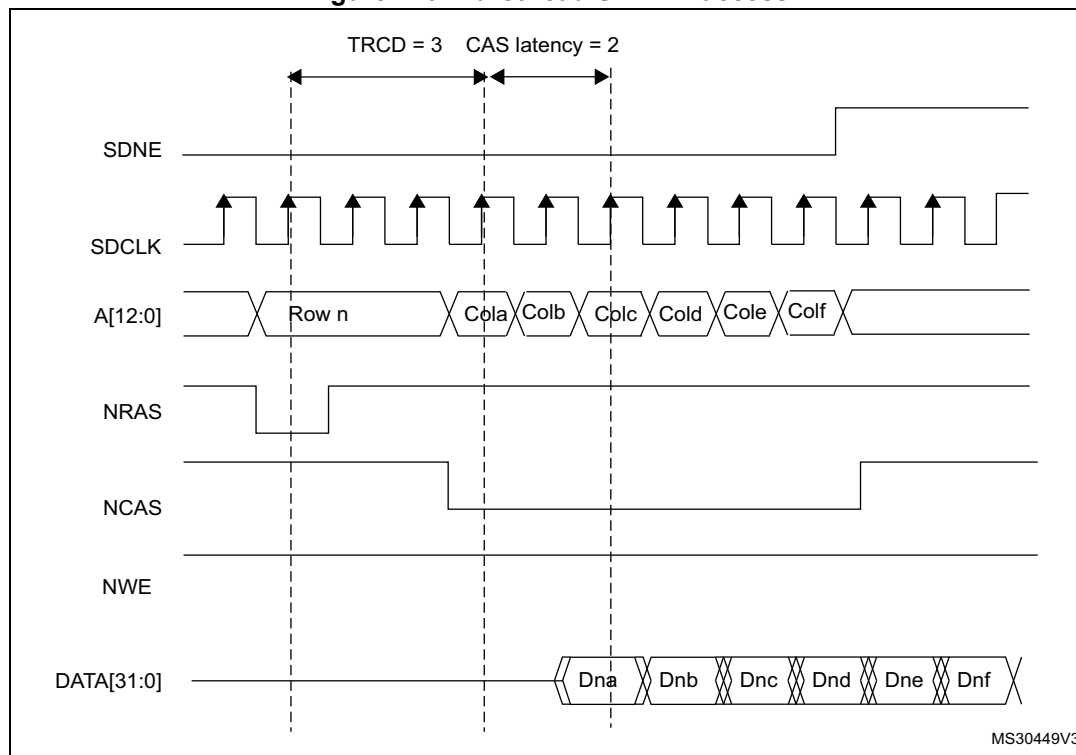 TRCD = 3 CAS latency = 2
SDNE
SDCLK
A[12:0] Row n Cola Colb Colc Cold Cole Colf
NRAS
NCAS
NWE
DATA[31:0] Dna Dnb Dnc Dnd Dne Dnf
MS30449V3